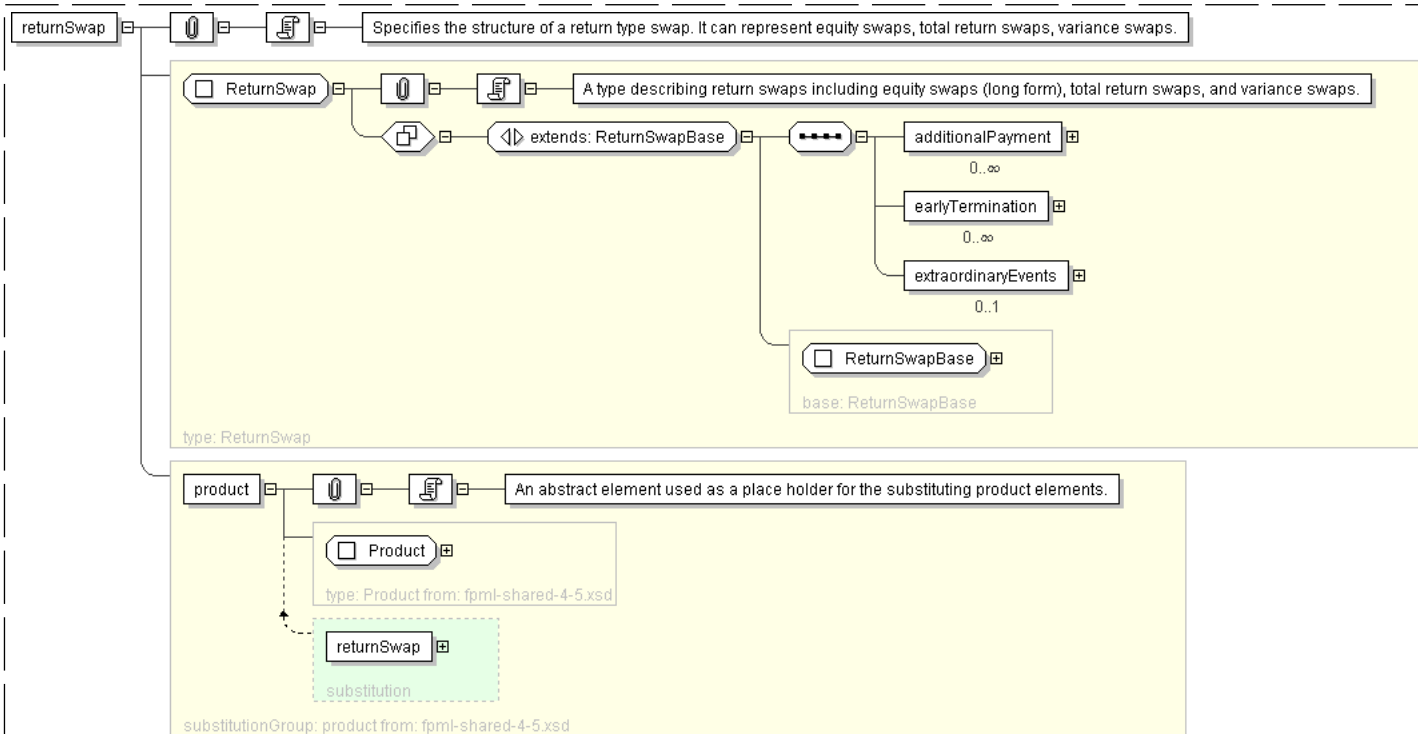 returnSwap
Specifies the structure of a return type swap. It can represent equity swaps, total return swaps, variance swaps.
ReturnSwap
A type describing return swaps including equity swaps (long form), total return swaps, and variance swaps.
extends: ReturnSwapBase
additionalPayment
0..∞
earlyTermination
0..∞
extraordinaryEvents
0..1
ReturnSwapBase
base: ReturnSwapBase
type: ReturnSwap
product
An abstract element used as a place holder for the substituting product elements.
Product
type: Product from: fpml-shared-4-5.xsd
returnSwap
substitution
substitutionGroup: product from: fpml-shared-4-5.xsd